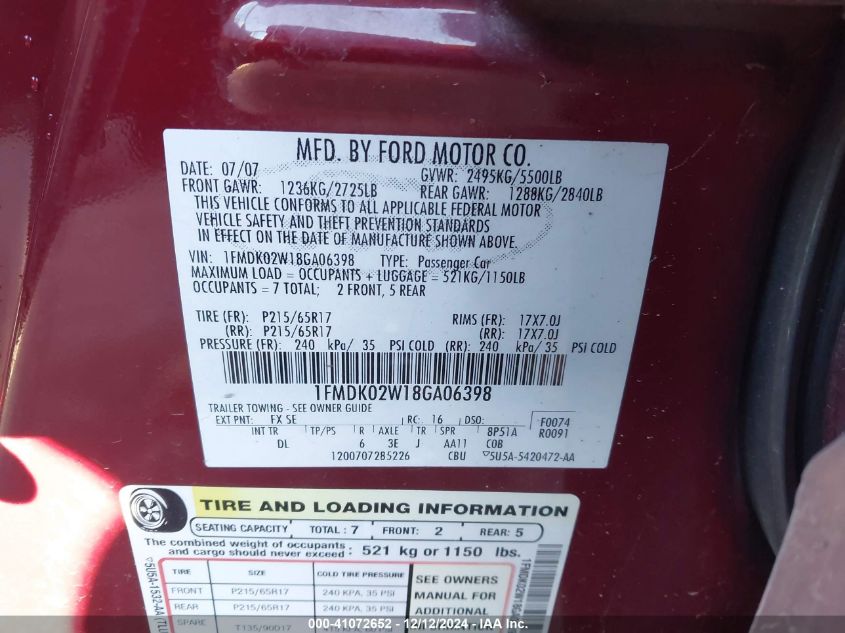 MFD. BY FORD MOTOR CO.
DATE: 07/07 GVWR: 2495KG/5500LB
FRONT GAWR: 1236KG/2725LB REAR GAWR: 1288KG/2840LB
THIS VEHICLE CONFORMS TO ALL APPLICABLE FEDERAL MOTOR
VEHICLE SAFETY AND THEFT PREVENTION STANDARDS
IN EFFECT ON THE DATE OF MANUFACTURE SHOWN ABOVE.
VIN: 1FMDK02W18GA06398 TYPE: Passenger Car
MAXIMUM LOAD = OCCUPANTS + LUGGAGE = 521KG/1150LB
OCCUPANTS = 7 TOTAL; 2 FRONT, 5 REAR
TIRE (FR): P215/65R17 RIMS (FR): 17X7.0J
(RR): P215/65R17 (RR): 17X7.0J
PRESSURE (FR): 240 kPa/ 35 PSI COLD (RR): 240 kPa/ 35 PSI COLD
1FMDK02W18GA06398
TRAILER TOWING - SEE OWNER GUIDE
EXT PNT: FX SE RC: 16 DSO: F0074
INT TR TP/PS R AXLE TR SPR 8P51A R0091
DL 6 3E J AA11 COB
1200707285226 CBU 5U5A-5420472-AA
TIRE AND LOADING INFORMATION
SEATING CAPACITY TOTAL : 7 FRONT: 2 REAR: 5
The combined weight of occupants
and cargo should never exceed : 521 kg or 1150 lbs.
TIRE SIZE COLD TIRE PRESSURE SEE OWNERS
FRONT P215/65R17 240 KPA, 35 PSI MANUAL FOR
REAR P215/65R17 240 KPA, 35 PSI ADDITIONAL
SPARE T135/90D17
000-41072652 - 12/12/2024 - IAA.